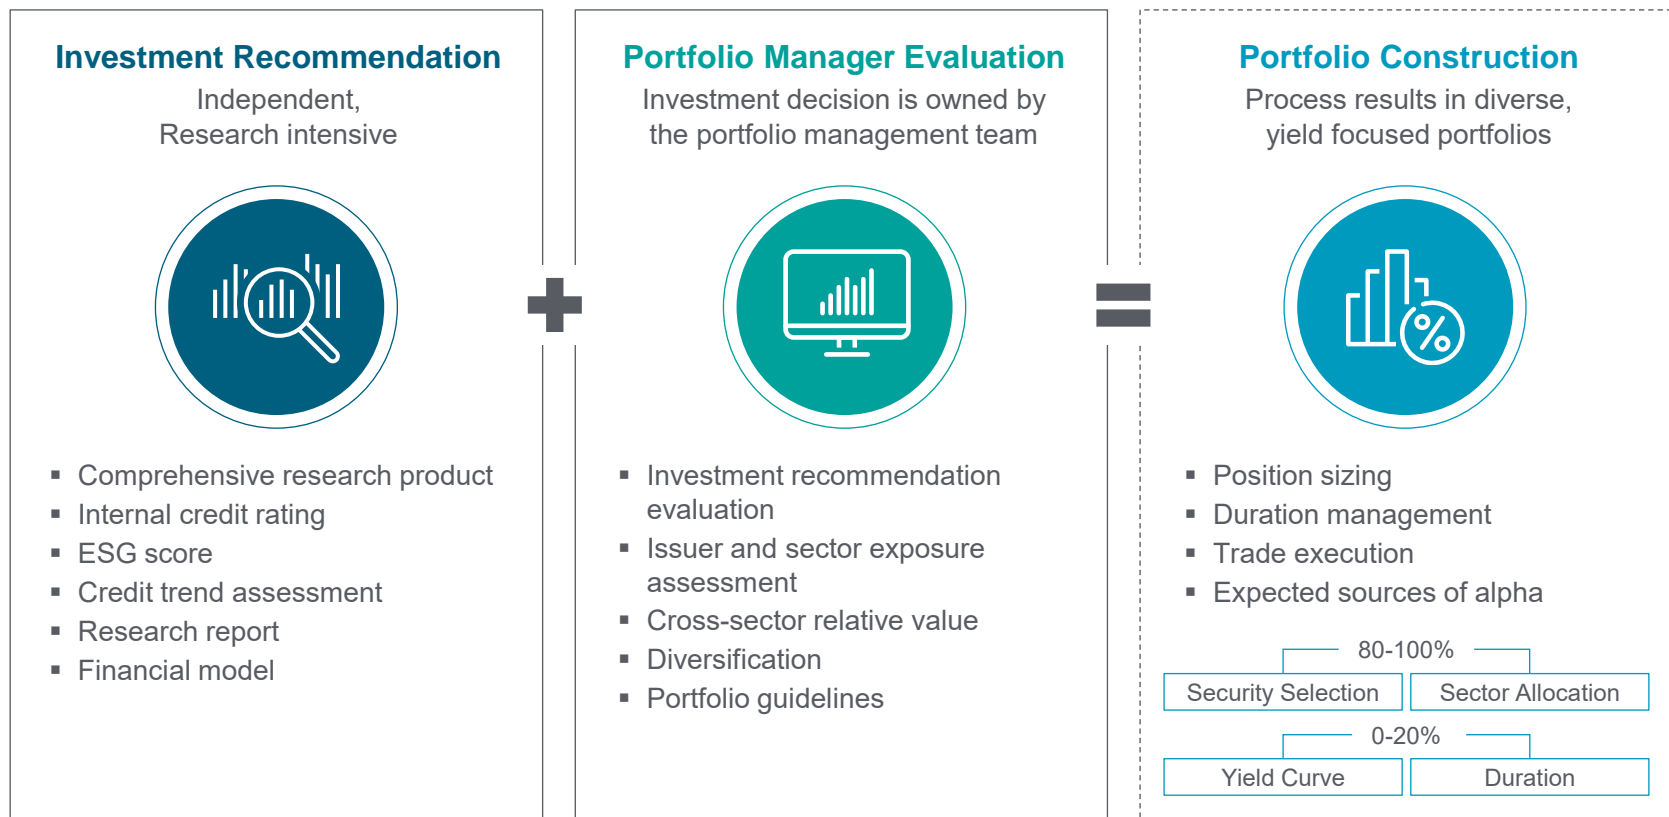 Investment Recommendation
Independent,
Research intensive
▪ Comprehensive research product
▪ Internal credit rating
▪ ESG score
▪ Credit trend assessment
▪ Research report
▪ Financial model
+
Portfolio Manager Evaluation
Investment decision is owned by
the portfolio management team
▪ Investment recommendation
evaluation
▪ Issuer and sector exposure
assessment
▪ Cross-sector relative value
▪ Diversification
▪ Portfolio guidelines
=
Portfolio Construction
Process results in diverse,
yield focused portfolios
%
▪ Position sizing
▪ Duration management
▪ Trade execution
▪ Expected sources of alpha
80-100%
Security Selection
Sector Allocation
0-20%
Yield Curve
Duration